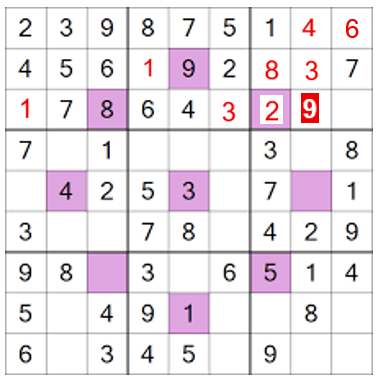 2 3 9 8 7 5 1 4 6
4 5 6 1 9 2 8 3 7
1 7 8 6 4 3 2 9
7 1 3 8
4 2 5 3 7 1
3 7 8 4 2 9
9 8 3 6 5 1 4
5 4 9 1 8
6 3 4 5 9